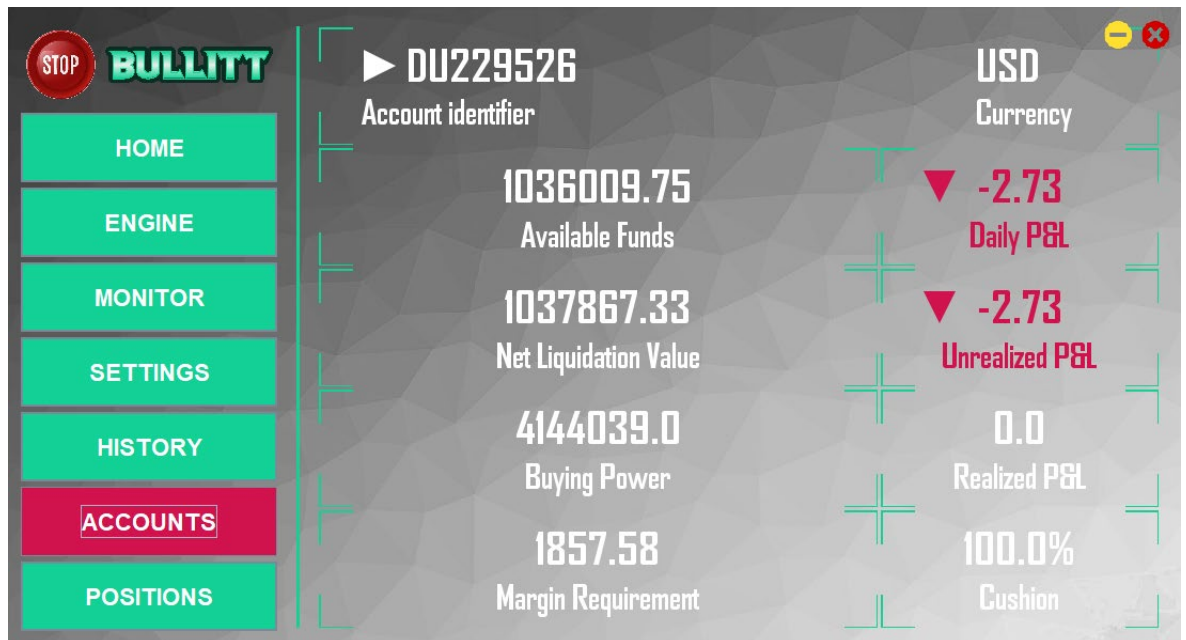 STOP
BULLITT
HOME
ENGINE
MONITOR
SETTINGS
HISTORY
ACCOUNTS
POSITIONS
DU229526
Account identifier
USD
Currency
1036009.75
Available Funds
-2.73
Daily P&L
1037867.33
Net Liquidation Value
-2.73
Unrealized P&L
4144039.0
Buying Power
0.0
Realized P&L
1857.58
Margin Requirement
100.0%
Cushion